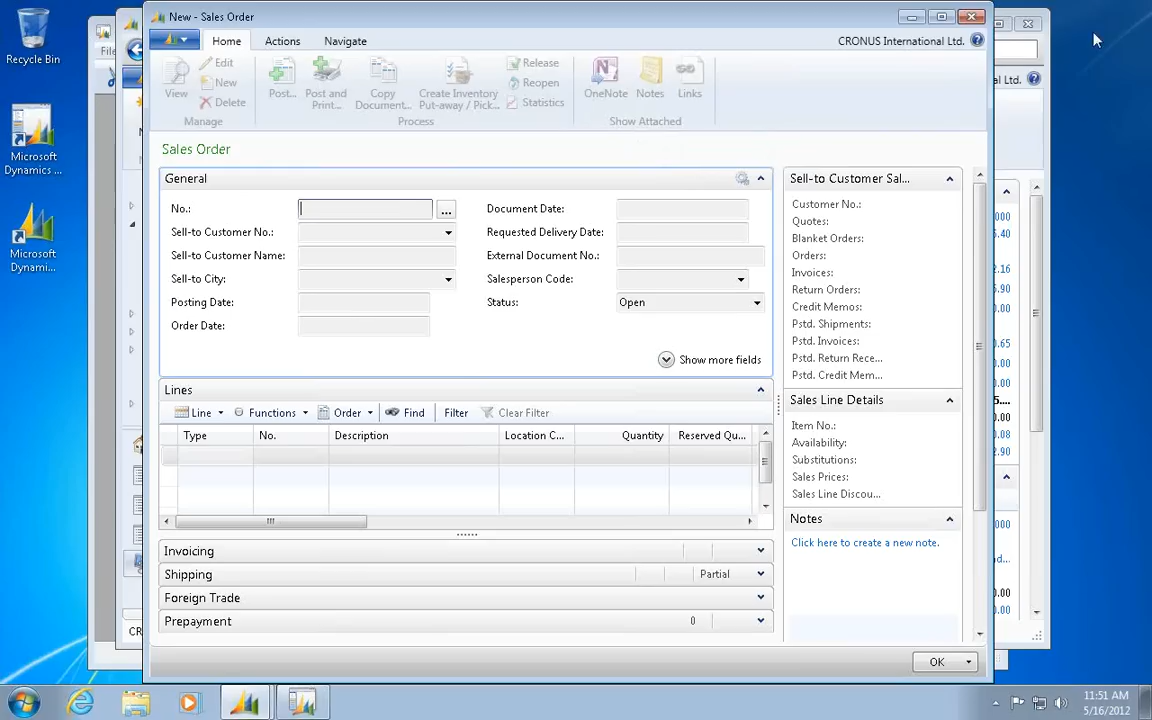 Recycle Bin
Microsoft
Dynamics ...
Microsoft
Dynami...
File
New - Sales Order
Home
Actions
Navigate
CRONUS International Ltd.
View
Edit
New
Delete
Manage
Post...
Post and
Print...
Copy
Document...
Create Inventory
Put-away / Pick...
Release
Reopen
Statistics
Process
OneNote
Notes
Links
Show Attached
Sales Order
General
No.:
...
Sell-to Customer No.:
Sell-to Customer Name:
Sell-to City:
Posting Date:
Order Date:
Document Date:
Requested Delivery Date:
External Document No.:
Salesperson Code:
Status:
Open
Show more fields
Lines
Line
Functions
Order
Find
Filter
Clear Filter
Type
No.
Description
Location C...
Quantity
Reserved Qu...
Invoicing
Shipping
Partial
Foreign Trade
Prepayment
0
Sell-to Customer Sal...
Customer No.:
Quotes:
Blanket Orders:
Orders:
Invoices:
Return Orders:
Credit Memos:
Pstd. Shipments:
Pstd. Invoices:
Pstd. Return Rece...
Pstd. Credit Mem...
Sales Line Details
Item No.:
Availability:
Substitutions:
Sales Prices:
Sales Line Discou...
Notes
Click here to create a new note.
OK
al Ltd.
11:51 AM
5/16/2012